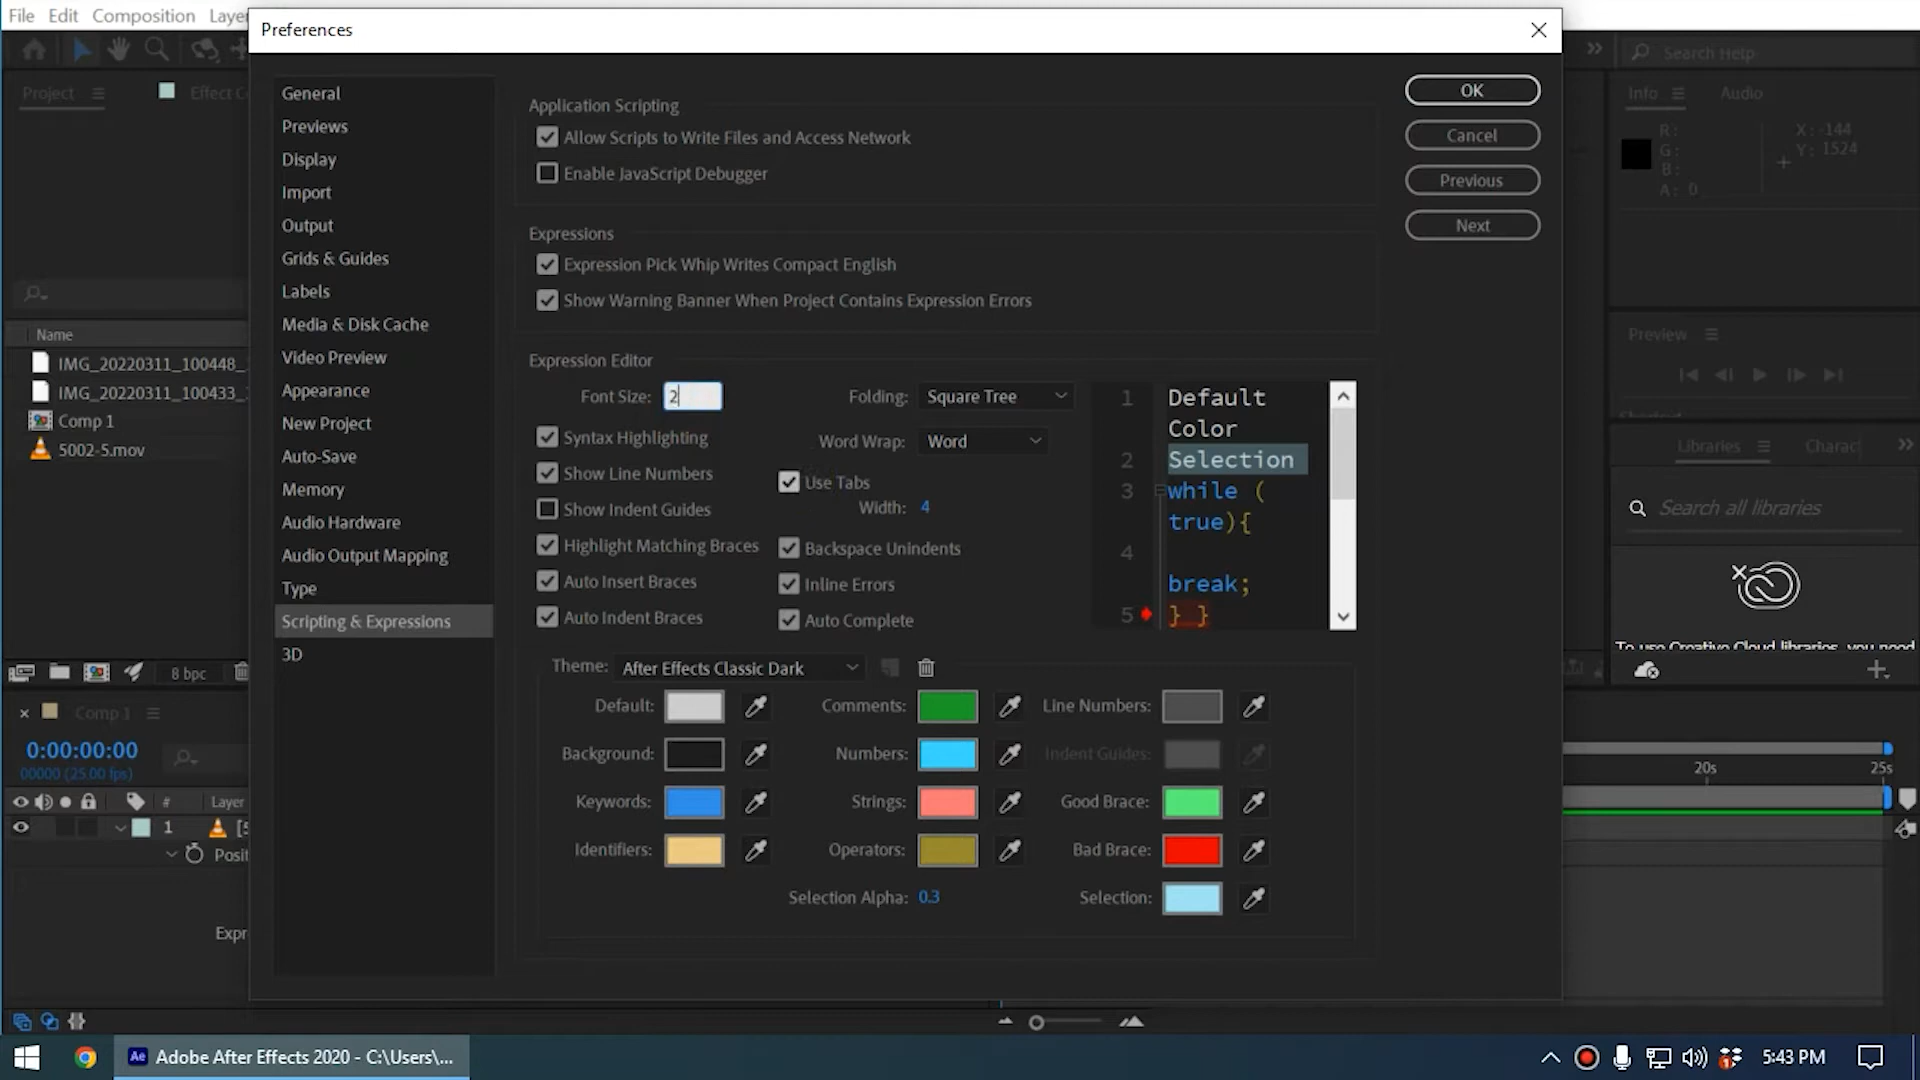 File Edit Composition
Preferences
Search Help
Project
Info
Audio
R:
G:
B:
A: 0
X: -144
Y: 1524
Name
IMG_20220311_100448_
IMG_20220311_100433_
Comp 1
5002-5.mov
8 bpc
General
Previews
Display
Import
Output
Grids & Guides
Labels
Media & Disk Cache
Video Preview
Appearance
New Project
Auto-Save
Memory
Audio Hardware
Audio Output Mapping
Type
Scripting & Expressions
3D
Application Scripting
Allow Scripts to Write Files and Access Network
Enable JavaScript Debugger
Expressions
Expression Pick Whip Writes Compact English
Show Warning Banner When Project Contains Expression Errors
Expression Editor
Font Size: 2
Folding: Square Tree
Syntax Highlighting
Word Wrap: Word
Show Line Numbers
Use Tabs
Show Indent Guides
Width: 4
Highlight Matching Braces
Backspace Unindents
Auto Insert Braces
Inline Errors
Auto Indent Braces
Auto Complete
1 Default
Color
2 Selection
3 while (
true){
4
break;
5 } }
Theme: After Effects Classic Dark
Default:
Comments:
Line Numbers:
Background:
Numbers:
Indent Guides:
Keywords:
Strings:
Good Brace:
Identifiers:
Operators:
Bad Brace:
Selection Alpha: 0.3
Selection:
OK
Cancel
Previous
Next
Preview
Libraries
Search all libraries
Comp 1
0:00:00:00
00000 (25.00 fps)
# Layer
1
20s
25s
Adobe After Effects 2020 - C:\Users\...
5:43 PM